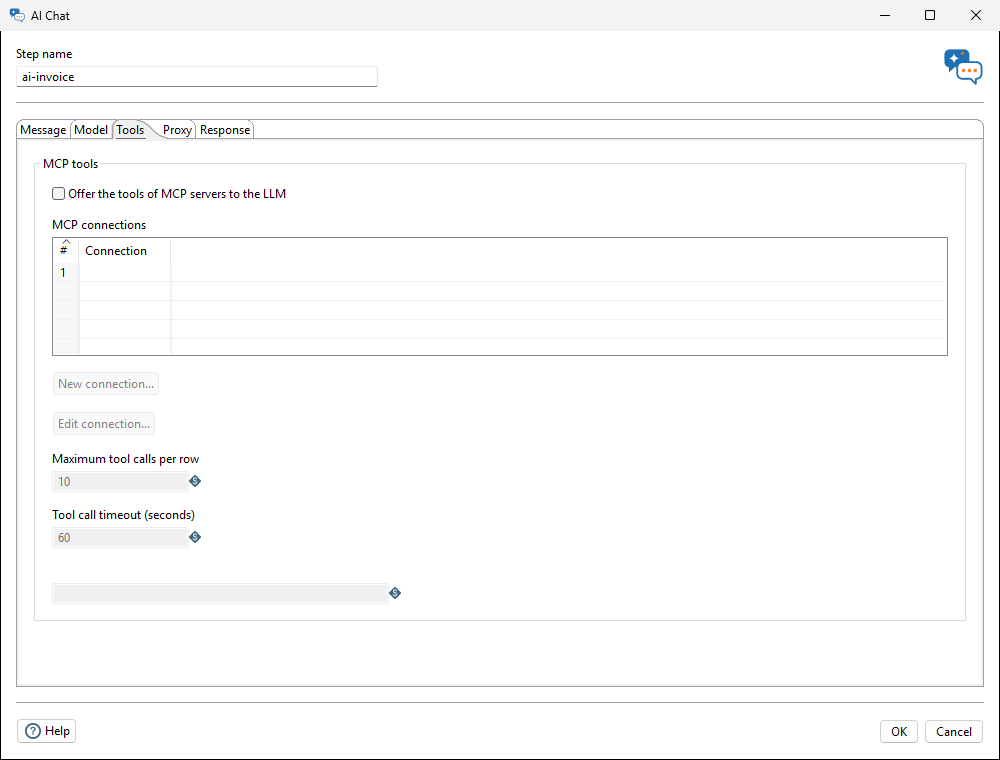 AI Chat
Step name
ai-invoice
Message Model Tools Proxy Response
MCP tools
Offer the tools of MCP servers to the LLM
MCP connections
# Connection
1
New connection...
Edit connection...
Maximum tool calls per row
10
Tool call timeout (seconds)
60
Help OK Cancel